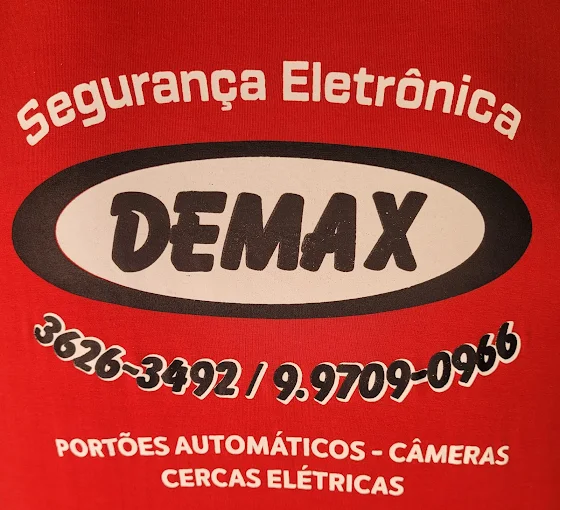 Segurança Eletrônica
DEMAX
3626-3492 / 9.9709-0966
PORTÕES AUTOMÁTICOS - CÂMERAS
CERCAS ELÉTRICAS